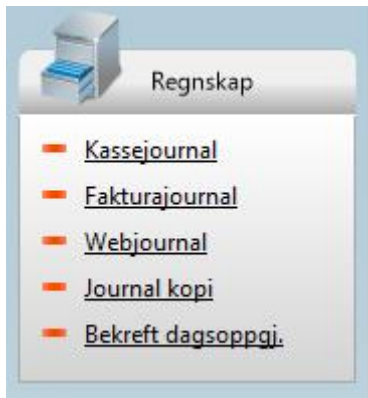 Regnskap
Kassejournal
Fakturajournal
Webjournal
Journal kopi
Bekreft dagsoppgj.